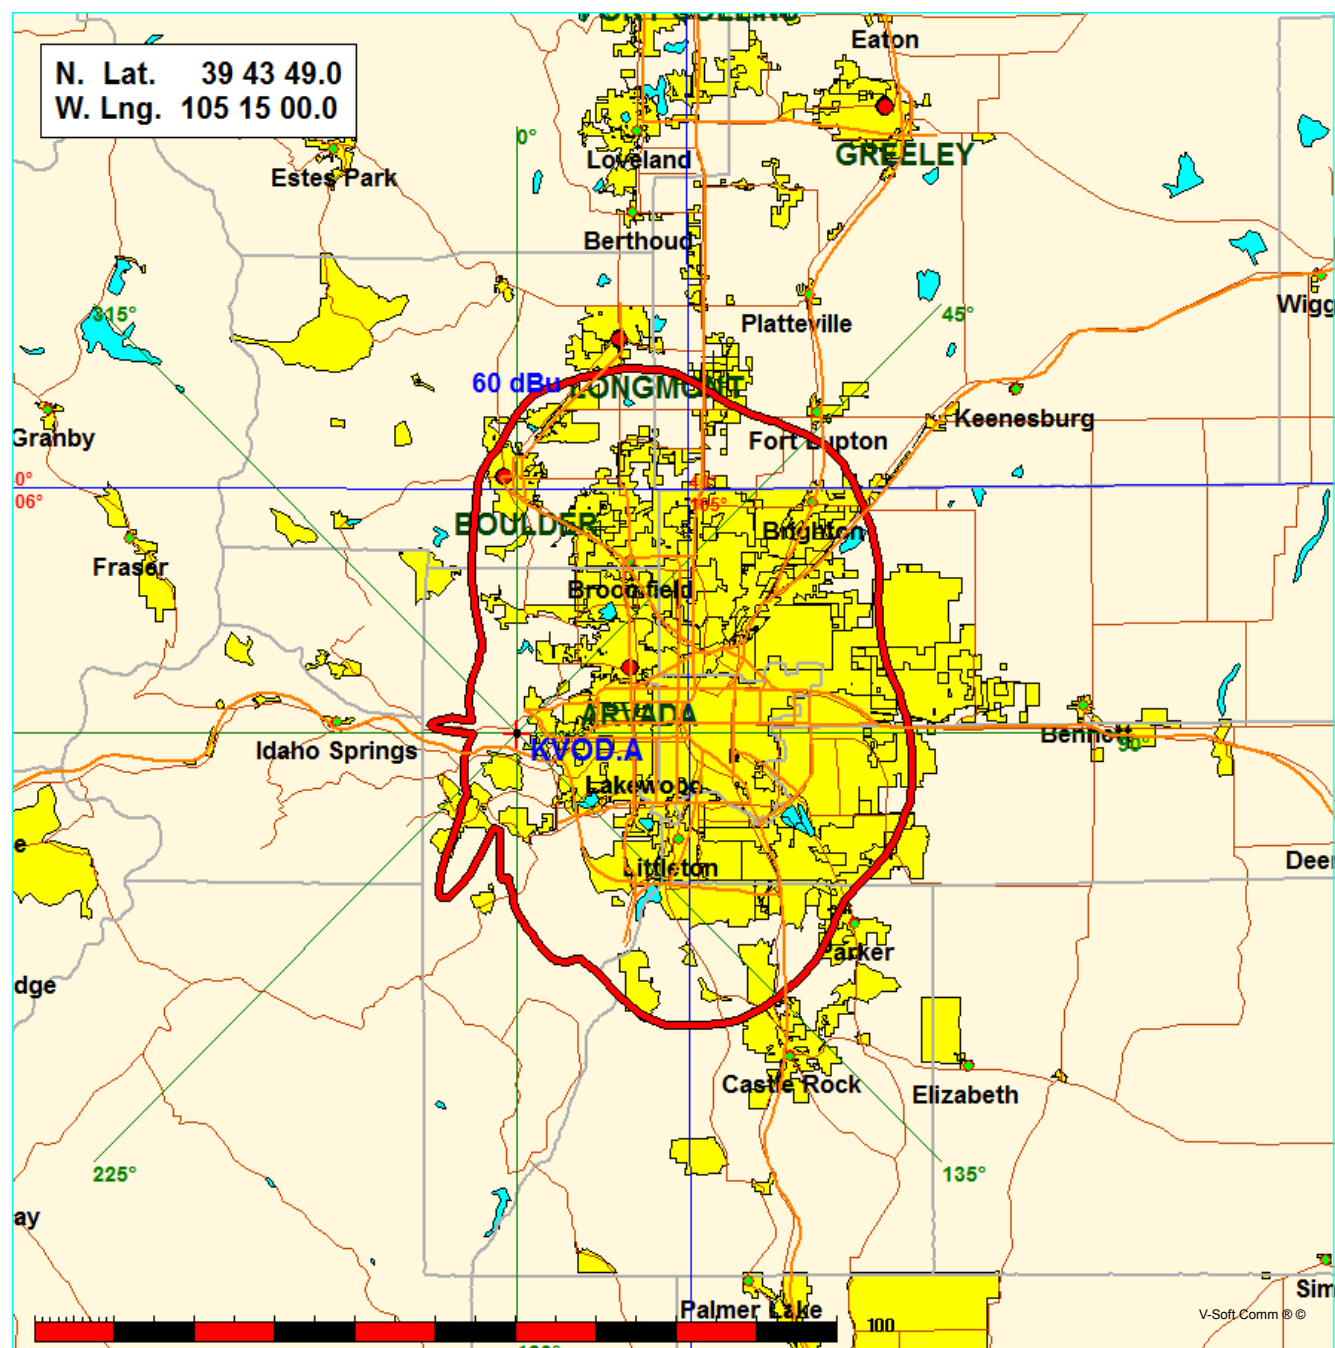 FORT COLLINS
Eaton
N. Lat. 39 43 49.0
W. Lng. 105 15 00.0
0°
Loveland
GREELEY
Estes Park
Berthoud
315°
45°
Platteville
Wigg
60 dBu
LONGMONT
Keenesburg
Granby
Fort Lupton
0°
06°
105°
BOULDER
Brighton
Fraser
Broomfield
ARVADA
Idaho Springs
KVOD.A
Bennett
90°
Lakewood
e
Littleton
Deer
Parker
dge
Castle Rock
Elizabeth
225°
135°
ay
Sim
Palmer Lake
100
V-Soft Comm ® ©